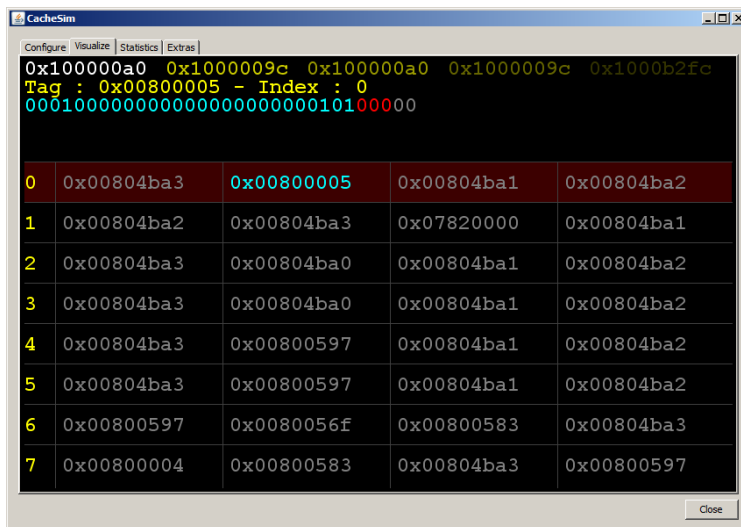 CacheSim
Configure Visualize Statistics Extras
0x100000a0 0x1000009c 0x100000a0 0x1000009c 0x1000b2fc
Tag : 0x00800005 - Index : 0
00010000000000000000000010100000
0 0x00804ba3 0x00800005 0x00804ba1 0x00804ba2
1 0x00804ba2 0x00804ba3 0x07820000 0x00804ba1
2 0x00804ba3 0x00804ba0 0x00804ba1 0x00804ba2
3 0x00804ba3 0x00804ba0 0x00804ba1 0x00804ba2
4 0x00804ba3 0x00800597 0x00804ba1 0x00804ba2
5 0x00804ba3 0x00800597 0x00804ba1 0x00804ba2
6 0x00800597 0x0080056f 0x00800583 0x00804ba3
7 0x00800004 0x00800583 0x00804ba3 0x00800597
Close